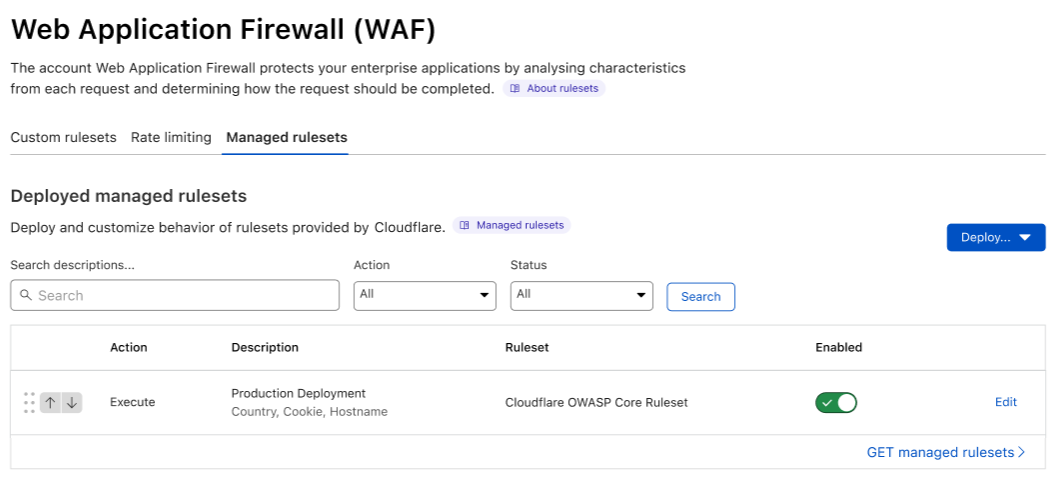 Web Application Firewall (WAF)
The account Web Application Firewall protects your enterprise applications by analysing characteristics
from each request and determining how the request should be completed. About rulesets
Custom rulesets Rate limiting Managed rulesets
Deployed managed rulesets
Deploy and customize behavior of rulesets provided by Cloudflare. Managed rulesets
Deploy...
Search descriptions... Action Status
Search All All Search
Action Description Ruleset Enabled
Execute Production Deployment Cloudflare OWASP Core Ruleset Edit
Country, Cookie, Hostname
GET managed rulesets